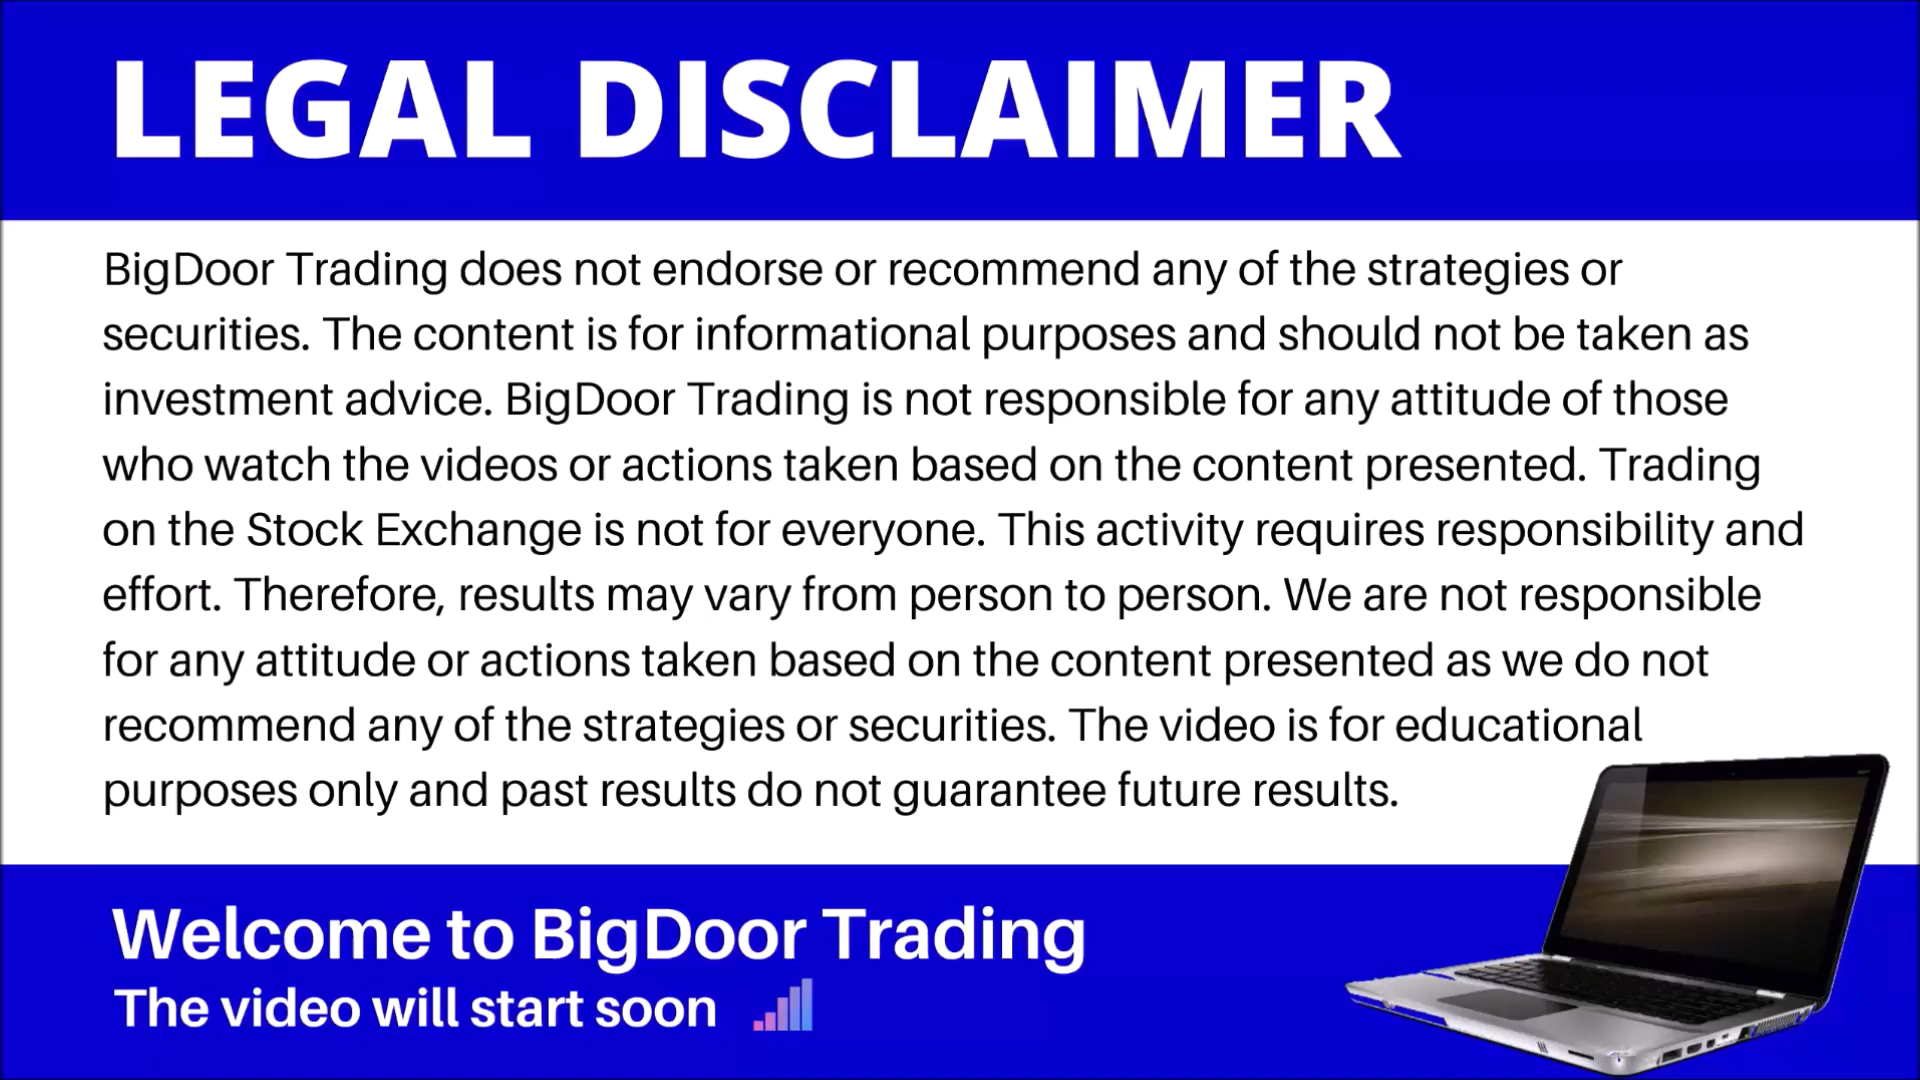 LEGAL DISCLAIMER
BigDoor Trading does not endorse or recommend any of the strategies or
securities. The content is for informational purposes and should not be taken as
investment advice. BigDoor Trading is not responsible for any attitude of those
who watch the videos or actions taken based on the content presented. Trading
on the Stock Exchange is not for everyone. This activity requires responsibility and
effort. Therefore, results may vary from person to person. We are not responsible
for any attitude or actions taken based on the content presented as we do not
recommend any of the strategies or securities. The video is for educational
purposes only and past results do not guarantee future results.
Welcome to BigDoor Trading
The video will start soon